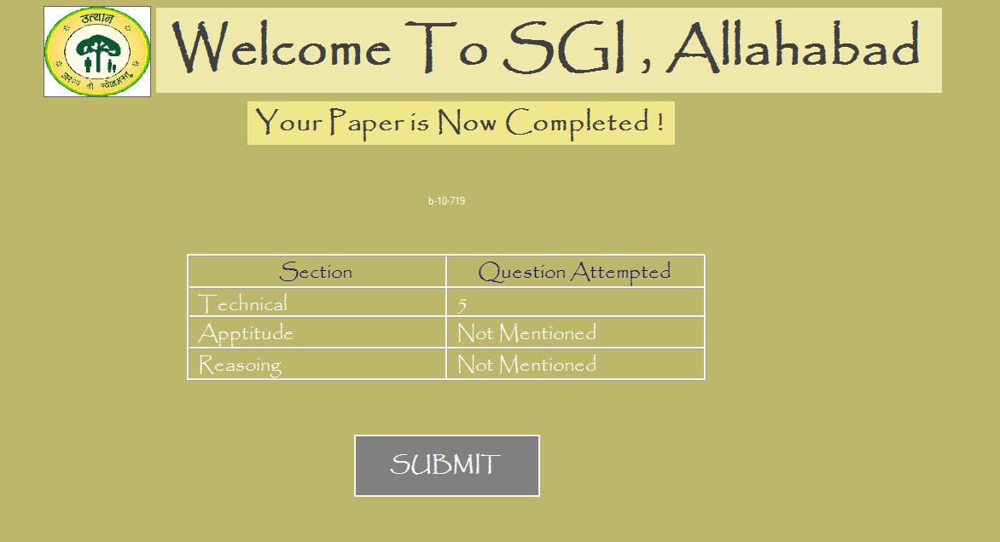 उत्थान
Welcome To SGI , Allahabad
Your Paper is Now Completed !
b-10-719
Section Question Attempted
Technical 5
Apptitude Not Mentioned
Reasoing Not Mentioned
SUBMIT